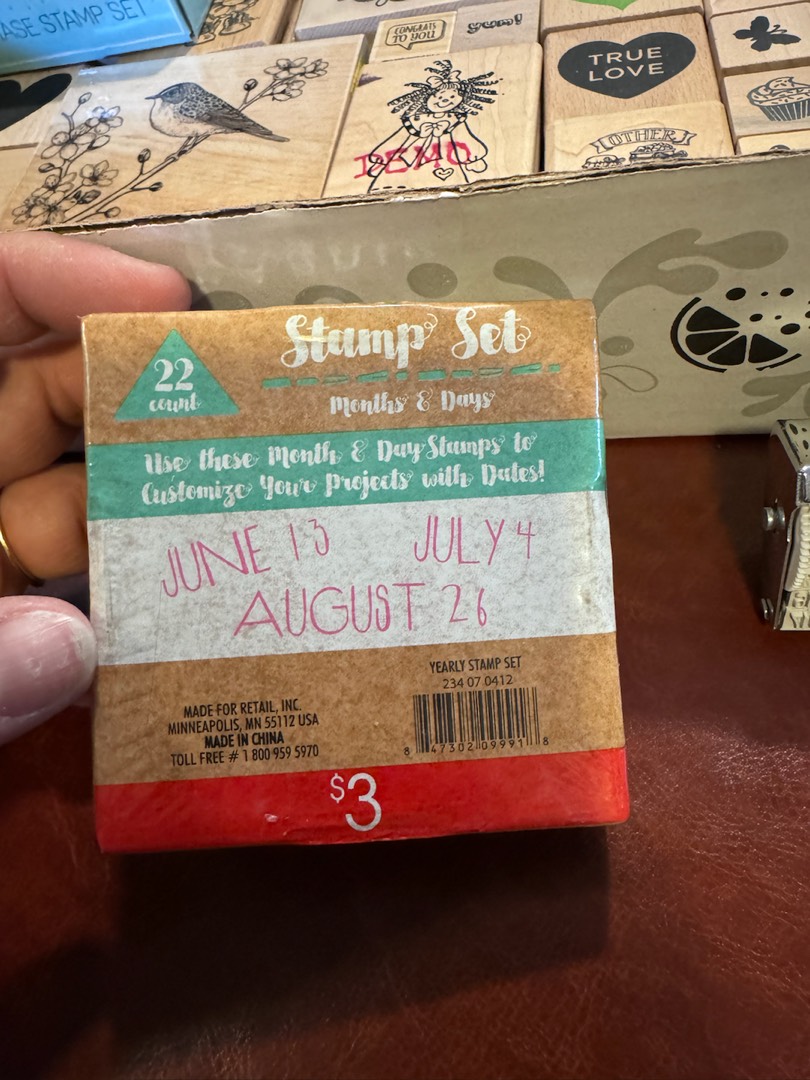 ASE STAMP SET
CONGRATS
TO YOU
yum!
TRUE
LOVE
DEMO
OTHER
Stamp Set
22
count
Months & Days
Use these Month & Day Stamps to
Customize Your Projects with Dates!
JUNE 13 JULY 4
AUGUST 26
YEARLY STAMP SET
234 07 0412
MADE FOR RETAIL, INC.
MINNEAPOLIS, MN 55112 USA
MADE IN CHINA
TOLL FREE # 1 800 959 5970
8 47302 09991 8
$3